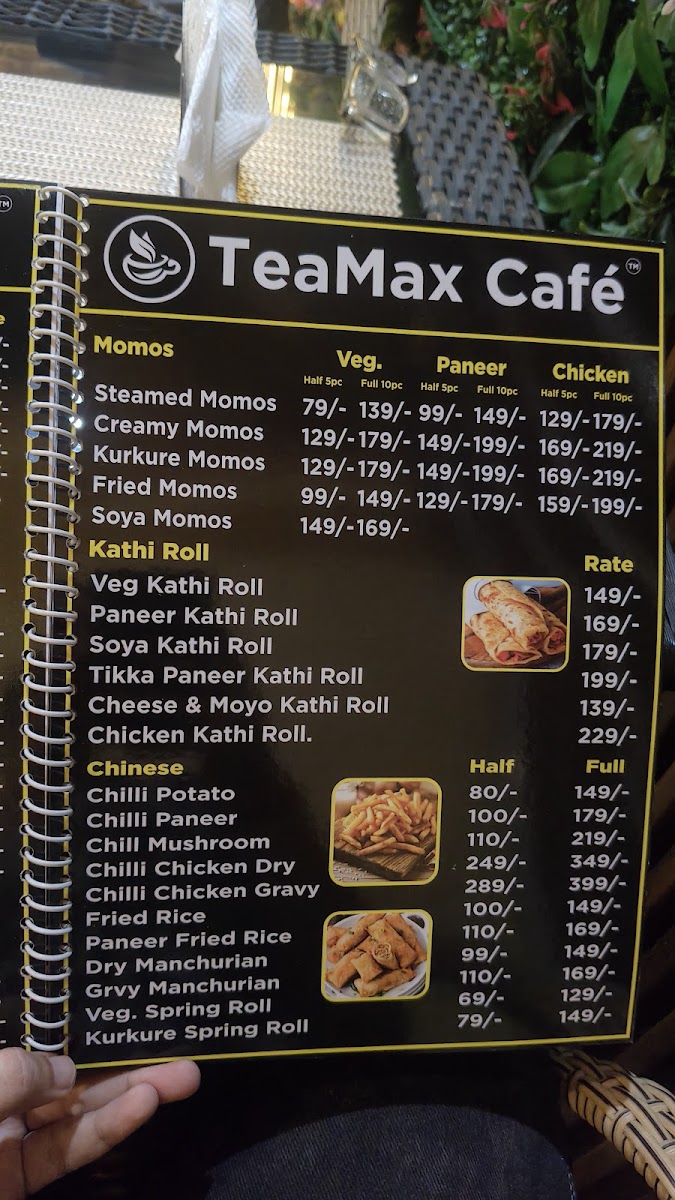 TM
TeaMax Café TM
Momos Veg. Paneer Chicken
Half 5pc Full 10pc Half 5pc Full 10pc Half 5pc Full 10pc
Steamed Momos 79/- 139/- 99/- 149/- 129/- 179/-
Creamy Momos 129/- 179/- 149/- 199/- 169/- 219/-
Kurkure Momos 129/- 179/- 149/- 199/- 169/- 219/-
Fried Momos 99/- 149/- 129/- 179/- 159/- 199/-
Soya Momos 149/- 169/-
Kathi Roll Rate
Veg Kathi Roll 149/-
Paneer Kathi Roll 169/-
Soya Kathi Roll 179/-
Tikka Paneer Kathi Roll 199/-
Cheese & Moyo Kathi Roll 139/-
Chicken Kathi Roll. 229/-
Chinese Half Full
Chilli Potato 80/- 149/-
Chilli Paneer 100/- 179/-
Chill Mushroom 110/- 219/-
Chilli Chicken Dry 249/- 349/-
Chilli Chicken Gravy 289/- 399/-
Fried Rice 100/- 149/-
Paneer Fried Rice 110/- 169/-
Dry Manchurian 99/- 149/-
Grvy Manchurian 110/- 169/-
Veg. Spring Roll 69/- 129/-
Kurkure Spring Roll 79/- 149/-